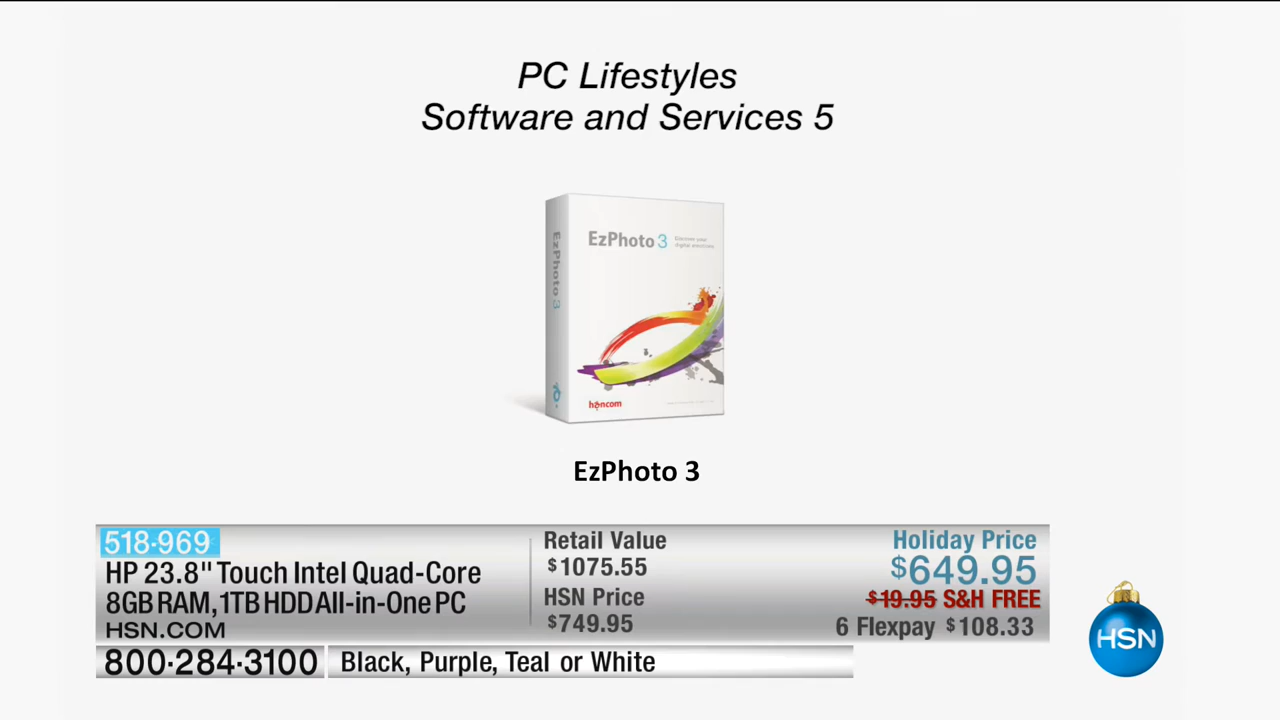 PC Lifestyles
Software and Services 5
EzPhoto 3
EzPhoto 3
hancom
EzPhoto 3
518-969
HP 23.8" Touch Intel Quad-Core
8GB RAM, 1TB HDD All-in-One PC
HSN.COM
Retail Value
$1075.55
HSN Price
$749.95
Holiday Price
$649.95
$19.95 S&H FREE
6 Flexpay $108.33
800·284·3100
Black, Purple, Teal or White
HSN